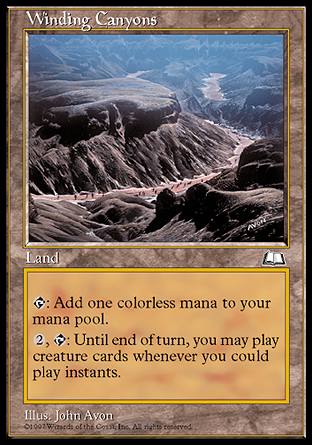 Winding Canyons
AVON
Land
: Add one colorless mana to your
mana pool.
2, : Until end of turn, you may play
creature cards whenever you could
play instants.
Illus. John Avon
©1997 Wizards of the Coast, Inc. All rights reserved.